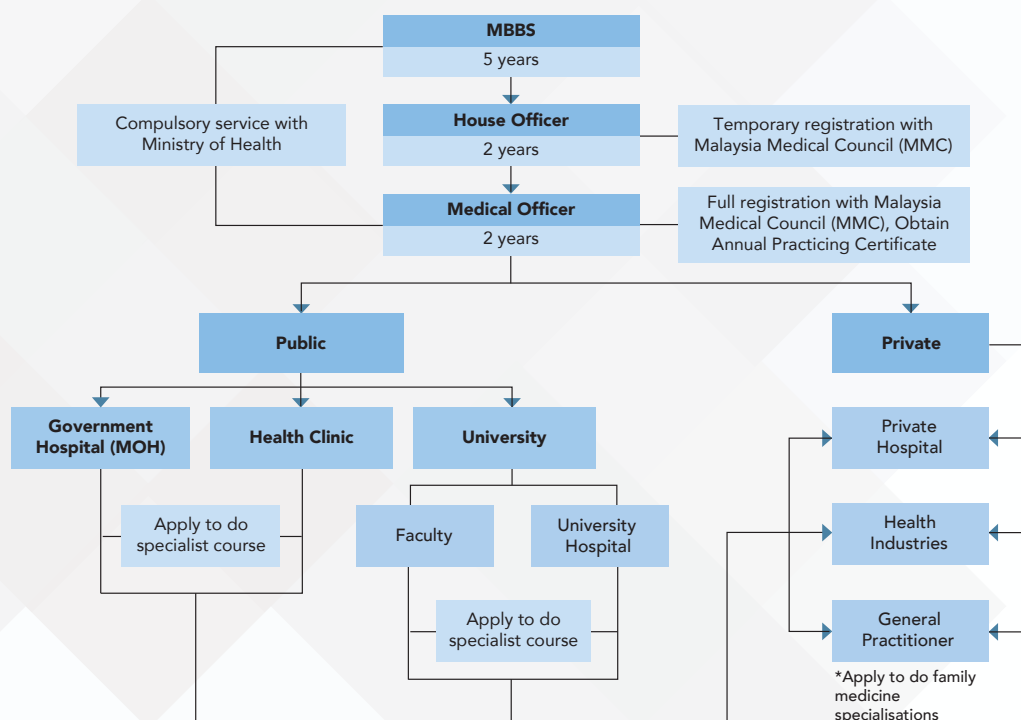 MBBS
5 years
Compulsory service with
Ministry of Health
House Officer
2 years
Temporary registration with
Malaysia Medical Council (MMC)
Medical Officer
2 years
Full registration with Malaysia
Medical Council (MMC), Obtain
Annual Practicing Certificate
Public
Private
Government
Hospital (MOH)
Health Clinic
University
Private
Hospital
Apply to do
specialist course
Faculty
University
Hospital
Health
Industries
Apply to do
specialist course
General
Practitioner
*Apply to do family
medicine
specialisations